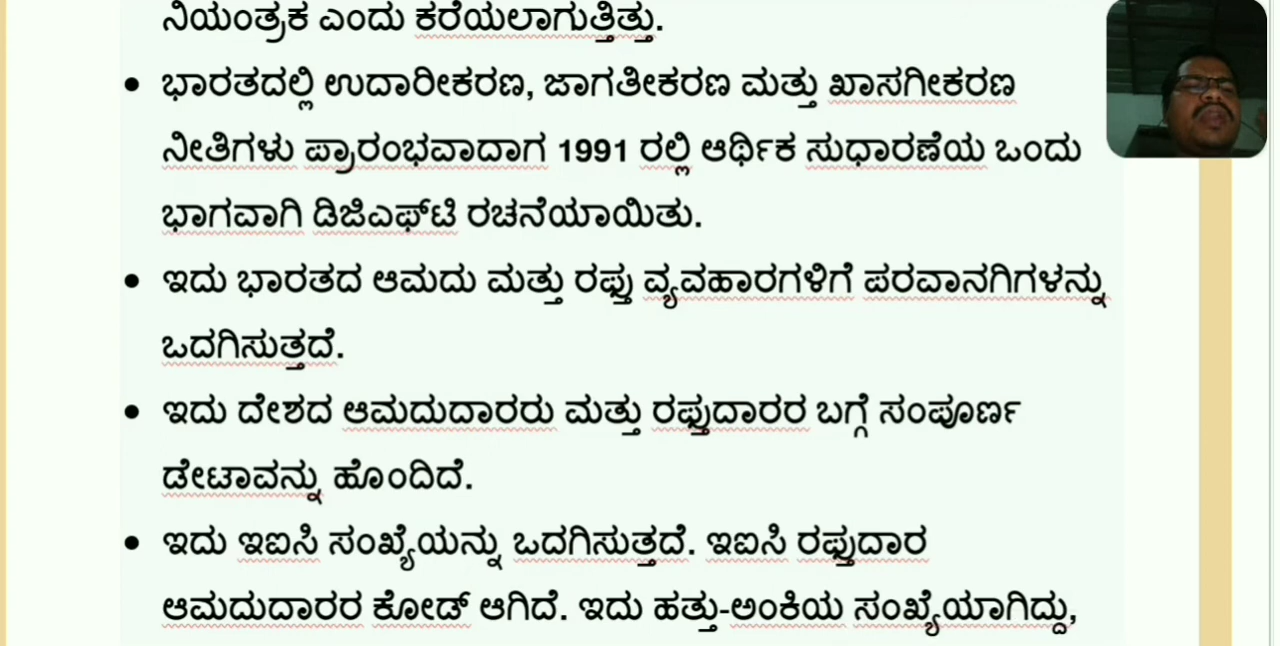 ನಿಯಂತ್ರಕ ಎಂದು ಕರೆಯಲಾಗುತ್ತಿತ್ತು.
• ಭಾರತದಲ್ಲಿ ಉದಾರೀಕರಣ, ಜಾಗತೀಕರಣ ಮತ್ತು ಖಾಸಗೀಕರಣ
ನೀತಿಗಳು ಪ್ರಾರಂಭವಾದಾಗ 1991 ರಲ್ಲಿ ಆರ್ಥಿಕ ಸುಧಾರಣೆಯ ಒಂದು
ಭಾಗವಾಗಿ ಡಿಜಿಎಫ್‌ಟಿ ರಚನೆಯಾಯಿತು.
• ಇದು ಭಾರತದ ಆಮದು ಮತ್ತು ರಫ್ತು ವ್ಯವಹಾರಗಳಿಗೆ ಪರವಾನಗಿಗಳನ್ನು
ಒದಗಿಸುತ್ತದೆ.
• ಇದು ದೇಶದ ಆಮದುದಾರರು ಮತ್ತು ರಫ್ತುದಾರರ ಬಗ್ಗೆ ಸಂಪೂರ್ಣ
ಡೇಟಾವನ್ನು ಹೊಂದಿದೆ.
• ಇದು ಇಐಸಿ ಸಂಖ್ಯೆಯನ್ನು ಒದಗಿಸುತ್ತದೆ. ಇಐಸಿ ರಫ್ತುದಾರ
ಆಮದುದಾರರ ಕೋಡ್ ಆಗಿದೆ. ಇದು ಹತ್ತು-ಅಂಕಿಯ ಸಂಖ್ಯೆಯಾಗಿದ್ದು,